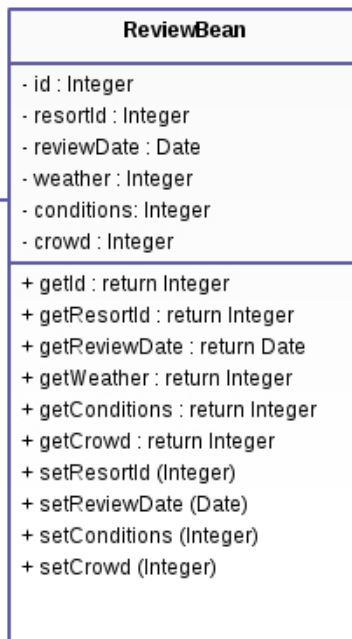 ReviewBean
- id : Integer
- resortId : Integer
- reviewDate : Date
- weather : Integer
- conditions: Integer
- crowd : Integer
+ getId : return Integer
+ getResortId : return Integer
+ getReviewDate : return Date
+ getWeather : return Integer
+ getConditions : return Integer
+ getCrowd : return Integer
+ setResortId (Integer)
+ setReviewDate (Date)
+ setConditions (Integer)
+ setCrowd (Integer)